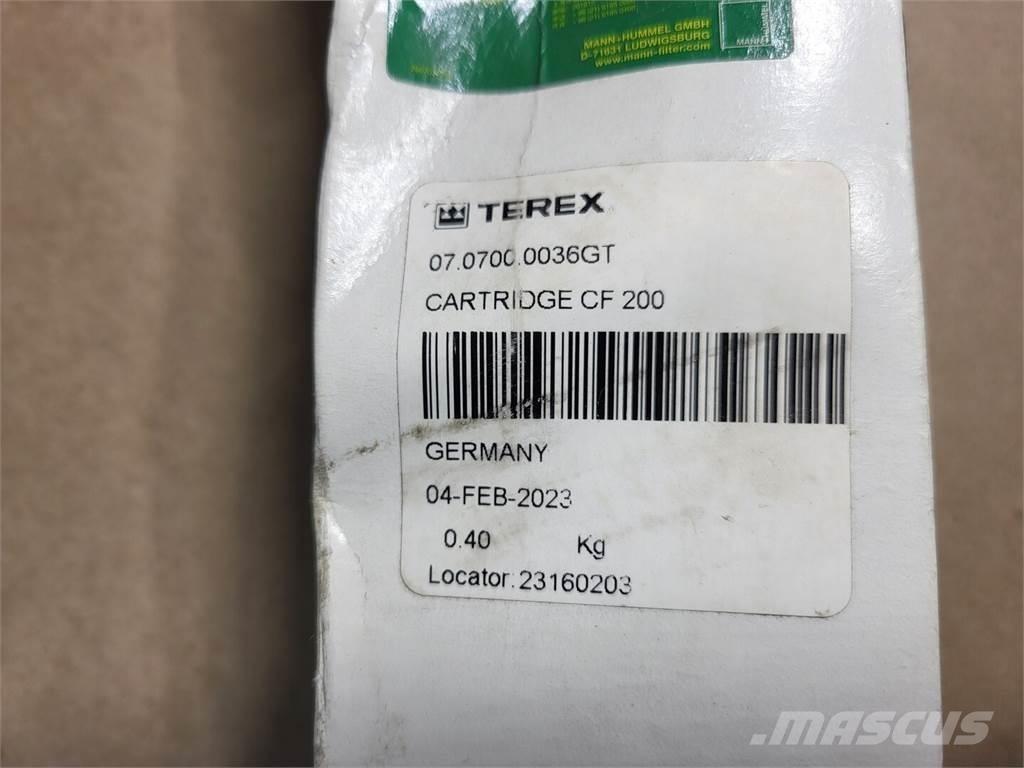 MANN+HUMMEL GMBH
D-71631 LUDWIGSBURG
www.mann-filter.com
MANN
TEREX
07.0700.0036GT
CARTRIDGE CF 200
GERMANY
04-FEB-2023
0.40 Kg
Locator: 23160203
MASCUS